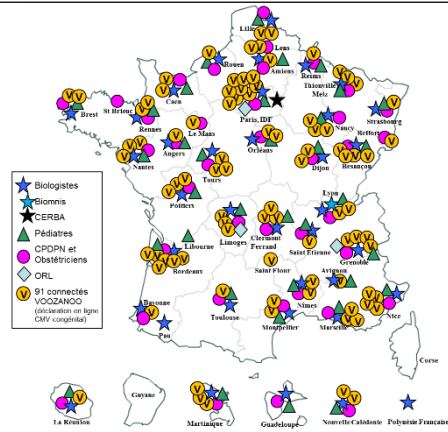 Lille
Lens
Rouen
Amiens
Reims
Thionville
Metz
Caen
Brest
St Brieuc
Rennes
Le Mans
Paris, IDF
Nancy
Strasbourg
Belfort
Angers
Orléans
Nantes
Tours
Dijon
Besançon
Poitiers
Lyon
Limoges
Clermont
Ferrand
Saint Etienne
Grenoble
Libourne
Bordeaux
Saint Flour
Avignon
Bayonne
Pau
Toulouse
Nîmes
Montpellier
Marseille
Nice
Corse
Biologistes
Biomnis
CERBA
Pédiatres
CPDPN et
Obstétriciens
ORL
V 91 connectés
VOOZANOO
(déclaration en ligne
CMV congénital)
La Réunion
Guyane
Martinique
Guadeloupe
Nouvelle Calédonie
Polynésie Française